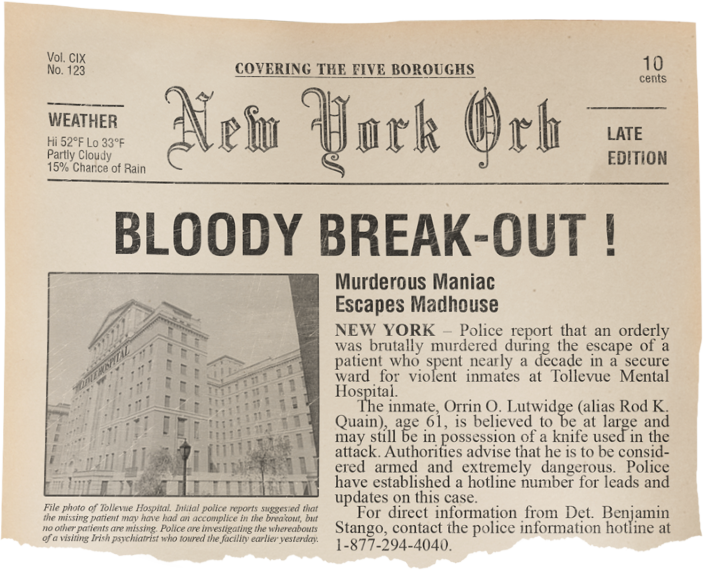 Vol. CIX
No. 123
COVERING THE FIVE BOROUGHS
10
cents
WEATHER
Hi 52°F Lo 33°F
Partly Cloudy
15% Chance of Rain
New York Orb
LATE
EDITION
BLOODY BREAK-OUT !
TOLLEVUE HOSPITAL
File photo of Tollevue Hospital. Initial police reports suggested that
the missing patient may have had an accomplice in the breakout, but
no other patients are missing. Police are investigating the whereabouts
of a visiting Irish psychiatrist who toured the facility earlier yesterday.
Murderous Maniac
Escapes Madhouse
NEW YORK – Police report that an orderly
was brutally murdered during the escape of a
patient who spent nearly a decade in a secure
ward for violent inmates at Tollevue Mental
Hospital.
The inmate, Orrin O. Lutwidge (alias Rod K.
Quain), age 61, is believed to be at large and
may still be in possession of a knife used in the
attack. Authorities advise that he is to be consid-
ered armed and extremely dangerous. Police
have established a hotline number for leads and
updates on this case.
For direct information from Det. Benjamin
Stango, contact the police information hotline at
1-877-294-4040.